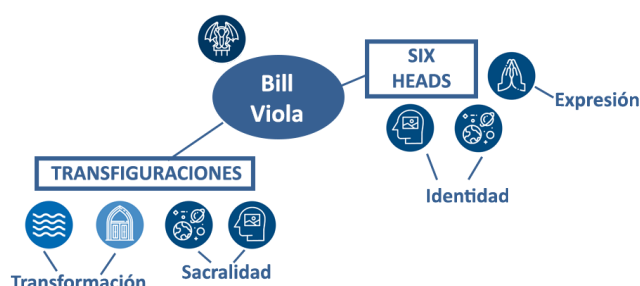 Bill
Viola
SIX
HEADS
Expresión
Identidad
TRANSFIGURACIONES
Transformación
Sacralidad